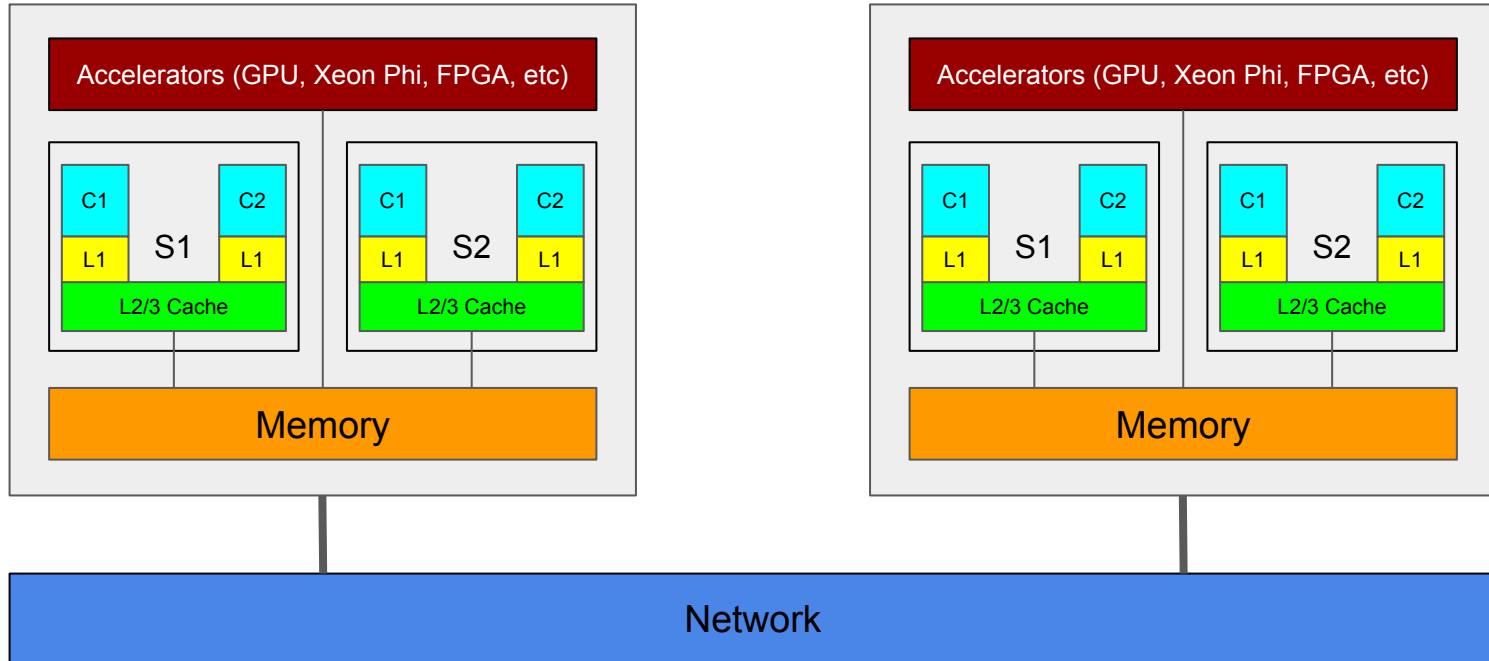 Accelerators (GPU, Xeon Phi, FPGA, etc)
C1
C2
S1
L1
L1
L2/3 Cache
C1
C2
S2
L1
L1
L2/3 Cache
Memory
Accelerators (GPU, Xeon Phi, FPGA, etc)
C1
C2
S1
L1
L1
L2/3 Cache
C1
C2
S2
L1
L1
L2/3 Cache
Memory
Network